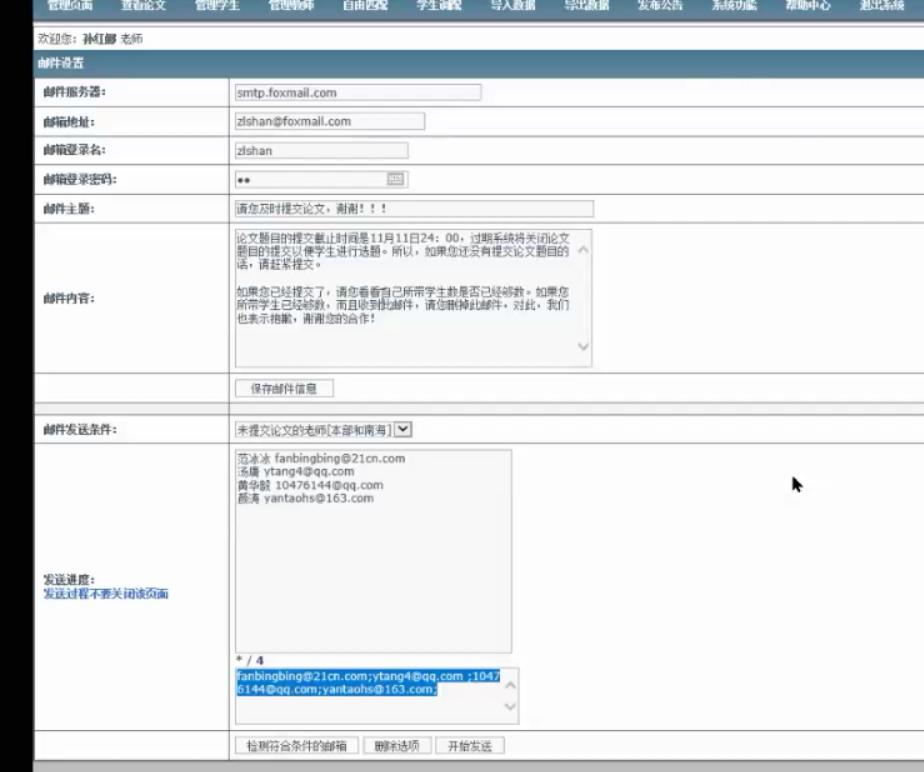 管理页面 查看论文 管理学生 管理教师 自由匹配 学生调配 导入数据 导出数据 发布公告 系统功能 帮助中心 退出系统
欢迎您: 老师
邮件设置
邮件服务器: smtp.foxmail.com
邮箱地址: zlshan@foxmail.com
邮箱登录名: zlshan
邮箱登录密码: ●●
邮件主题: 请您及时提交论文，谢谢！！！
邮件内容:
论文题目的提交截止时间是11月11日24：00，过期系统将关闭论文
题目的提交以便学生进行选题。所以，如果您还没有提交论文题目的
话，请赶紧提交。
如果您已经提交了，请您看看自己所带学生数是否已经够数。如果您
所带学生已经够数，而且收到此邮件，请您删掉此邮件，对此，我们
也表示抱歉，谢谢您的合作！
保存邮件信息
邮件发送条件: 未提交论文的老师[本部和南海]
范冰冰 fanbingbing@21cn.com
汤庸 ytang4@qq.com
黄华毅 10476144@qq.com
颜涛 yantaohs@163.com
发送进度:
发送过程不要关闭该页面
* / 4
fanbingbing@21cn.com;ytang4@qq.com ;1047
6144@qq.com;yantaohs@163.com;
检测符合条件的邮箱 删除选项 开始发送